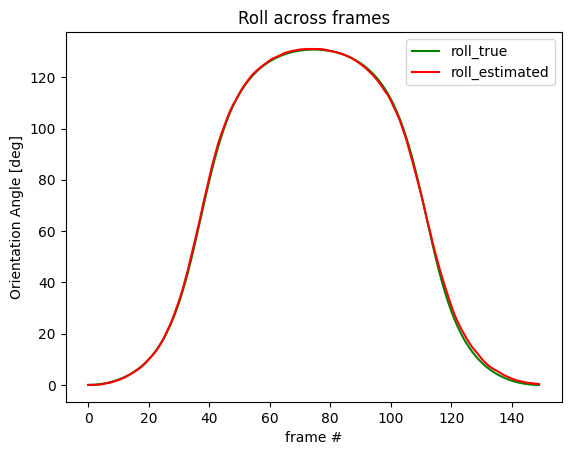 Roll across frames
roll_true
roll_estimated
Orientation Angle [deg]
120
100
80
60
40
20
0
0 20 40 60 80 100 120 140
frame #